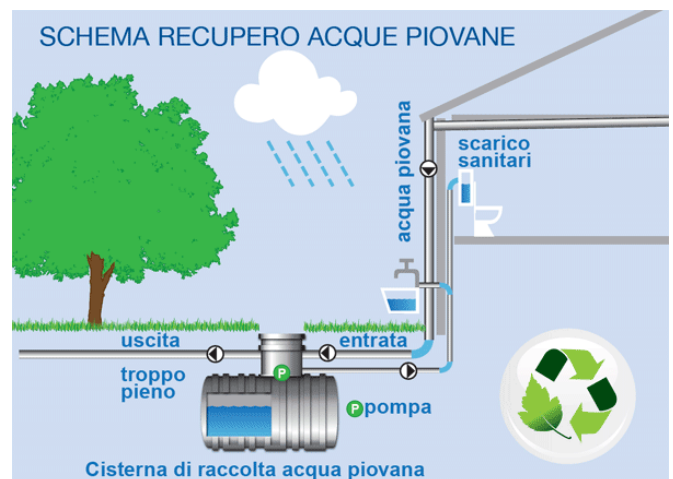 SCHEMA RECUPERO ACQUE PIOVANE
acqua piovana
scarico
sanitari
uscita
entrata
troppo
pieno
P
P pompa
Cisterna di raccolta acqua piovana